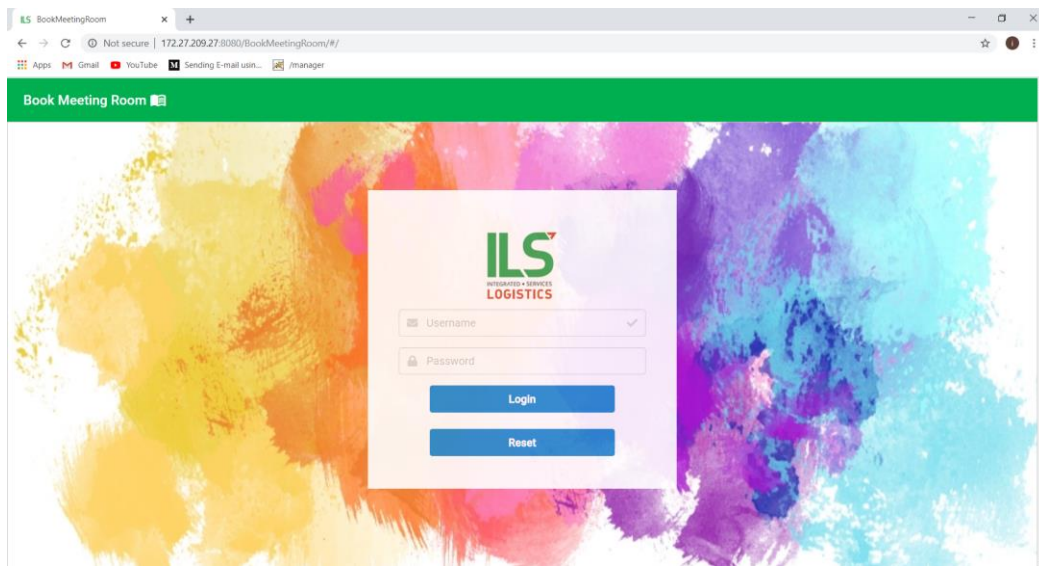 ILS BookMeetingRoom
Not secure | 172.27.209.27:8080/BookMeetingRoom/#/
Apps Gmail YouTube Sending E-mail usin... /manager
Book Meeting Room
ILS
INTEGRATED + SERVICES
LOGISTICS
Username
Password
Login
Reset